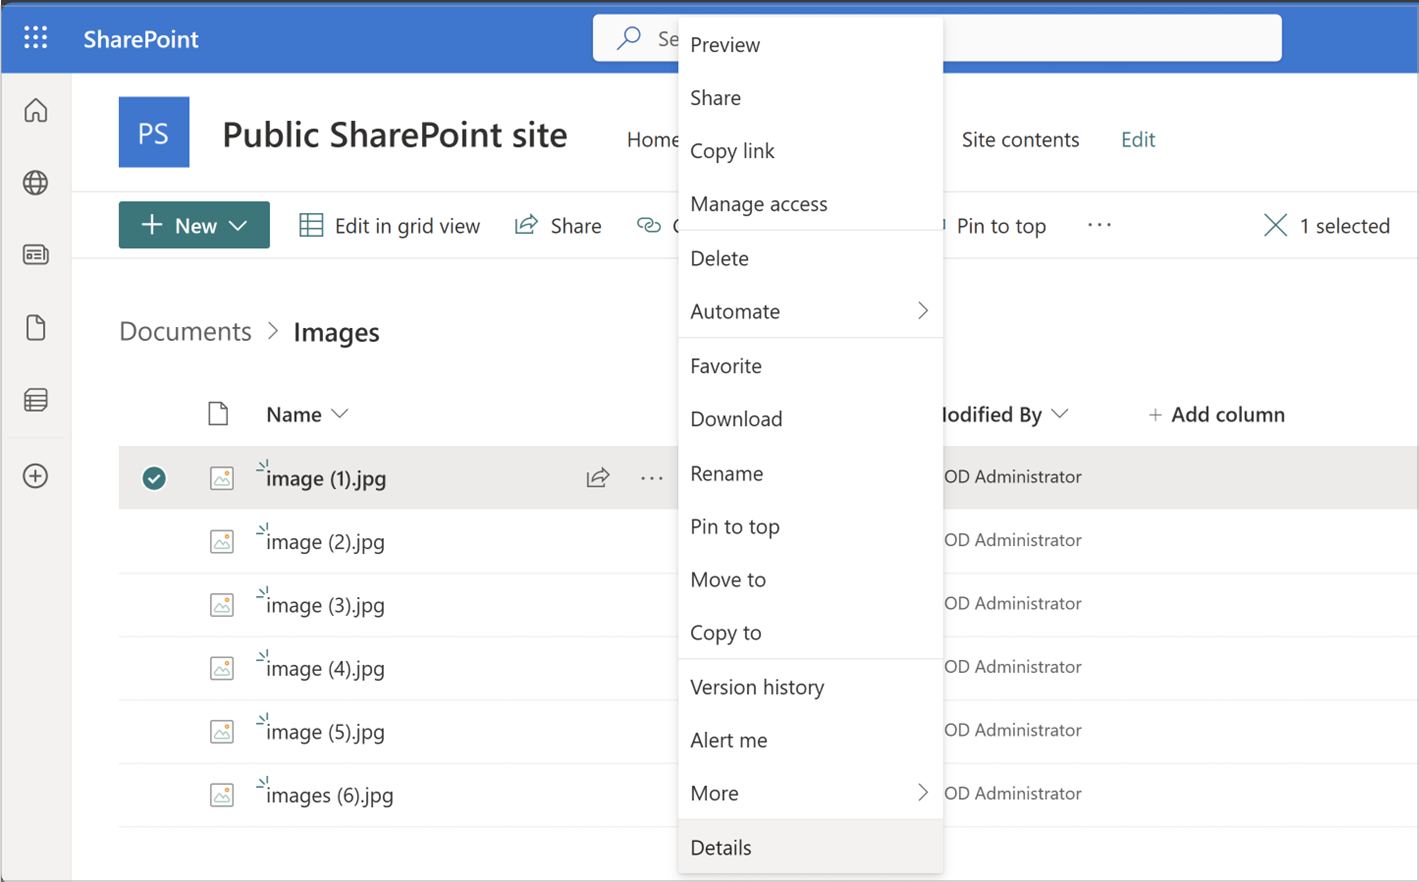 SharePoint
Se
PS
Public SharePoint site
Home
Site contents
Edit
New
Edit in grid view
Share
Pin to top
1 selected
Documents > Images
Name
Modified By
Add column
image (1).jpg
OD Administrator
image (2).jpg
OD Administrator
image (3).jpg
OD Administrator
image (4).jpg
OD Administrator
image (5).jpg
OD Administrator
images (6).jpg
OD Administrator
Preview
Share
Copy link
Manage access
Delete
Automate
Favorite
Download
Rename
Pin to top
Move to
Copy to
Version history
Alert me
More
Details